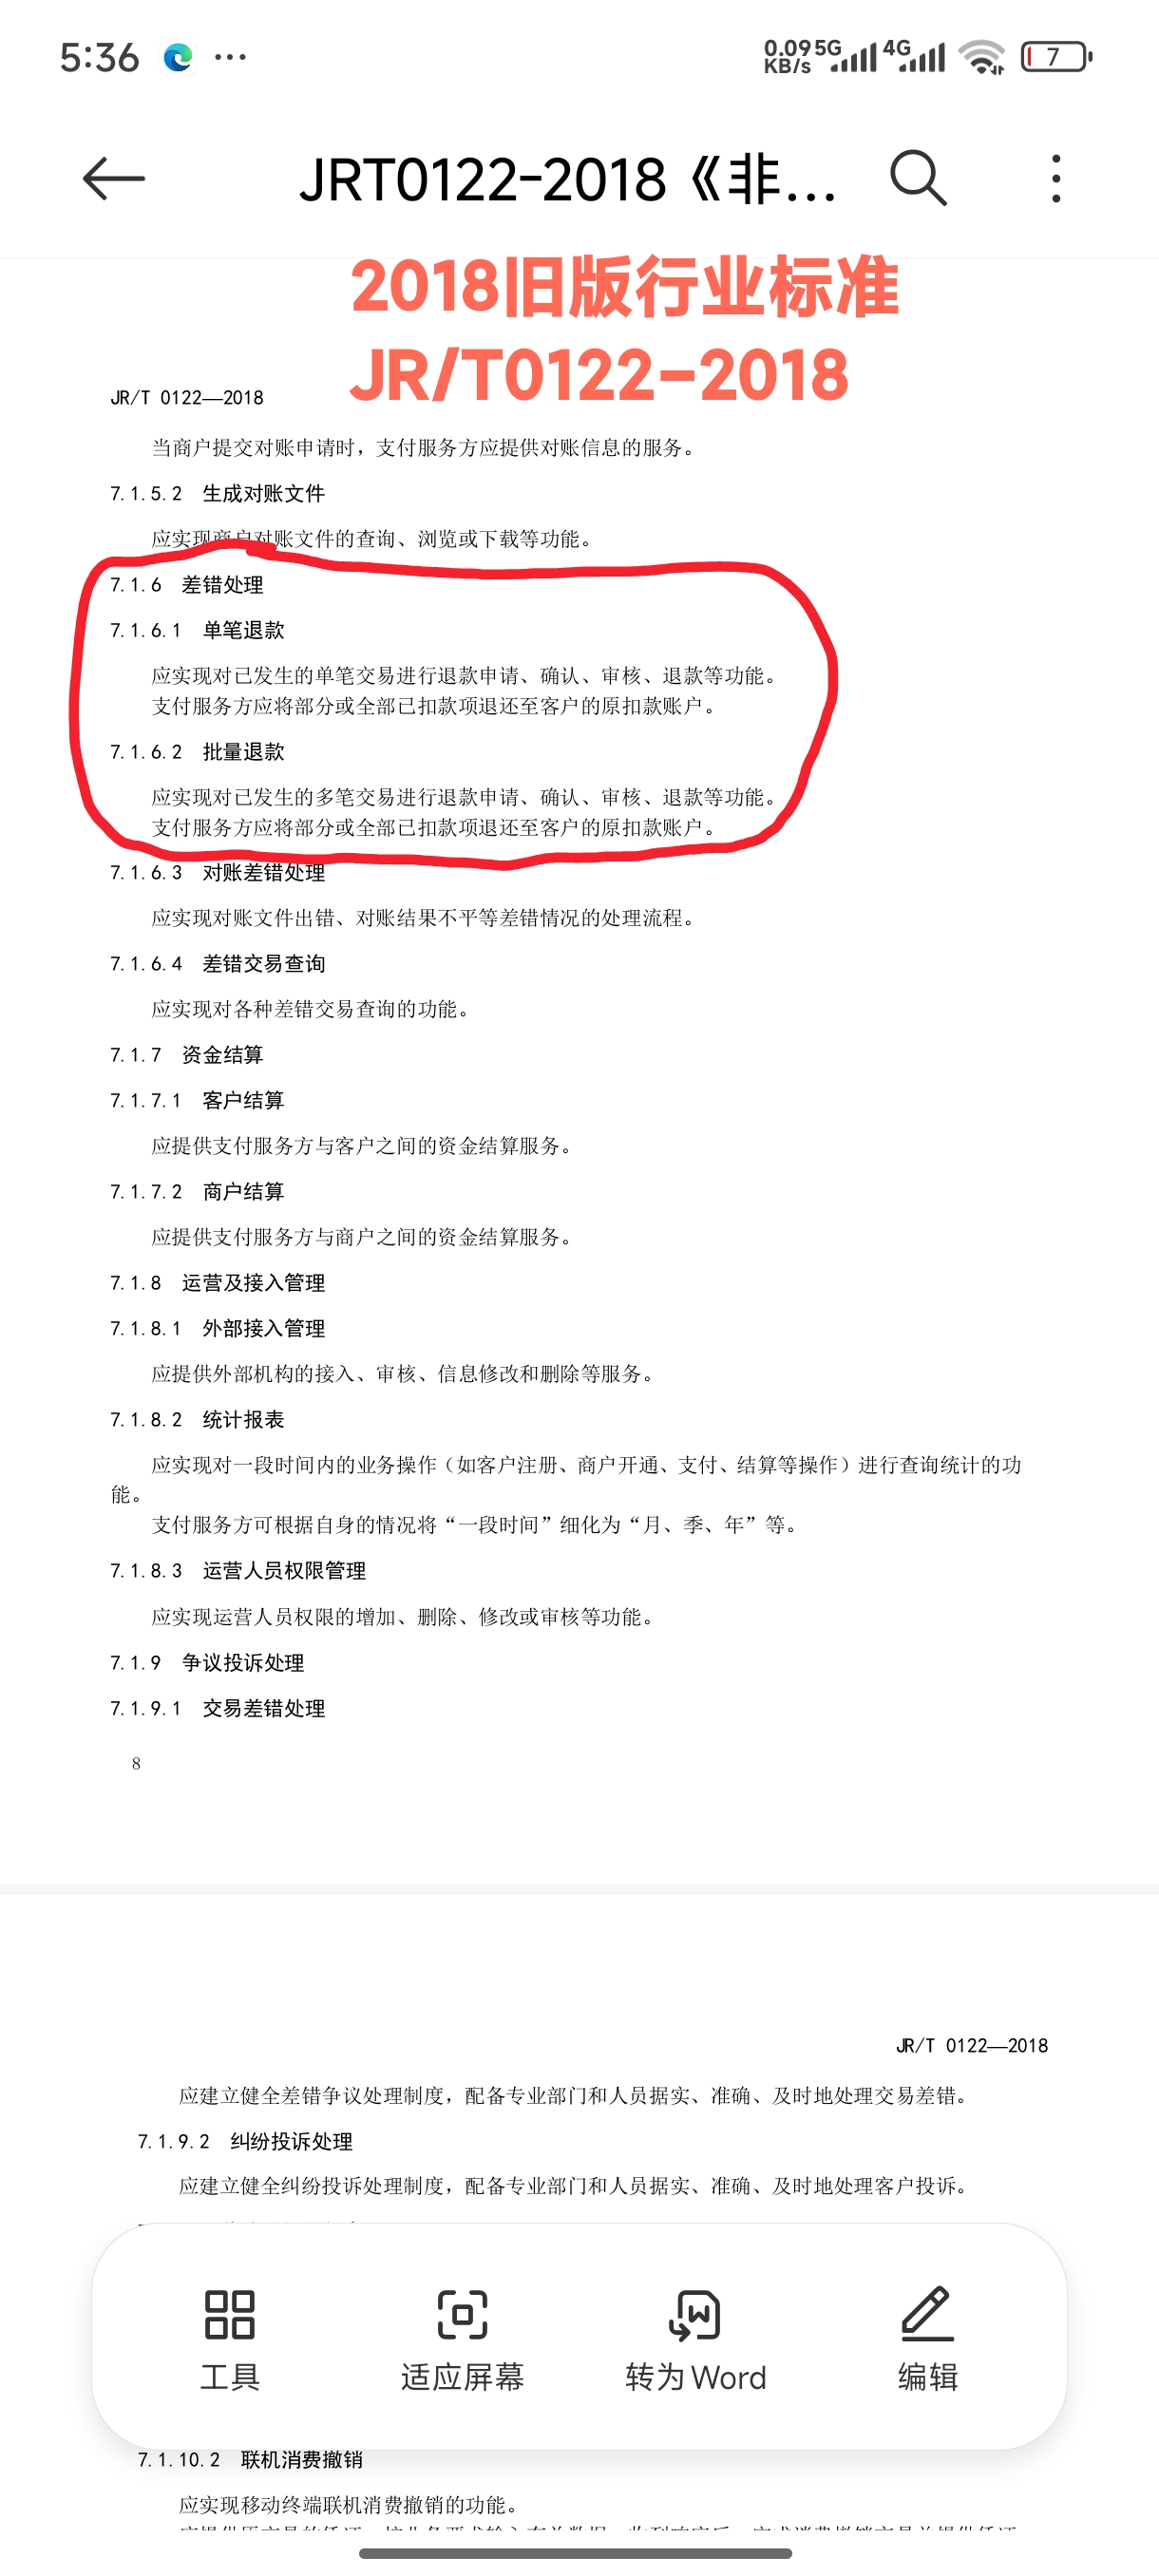 5:36 ···
0.09 KB/s 5G 4G 7
JRT0122-2018《非...
2018旧版行业标准
JR/T0122-2018
JR/T 0122—2018
当商户提交对账申请时，支付服务方应提供对账信息的服务。
7.1.5.2 生成对账文件
应实现商户对账文件的查询、浏览或下载等功能。
7.1.6 差错处理
7.1.6.1 单笔退款
应实现对已发生的单笔交易进行退款申请、确认、审核、退款等功能。
支付服务方应将部分或全部已扣款项退还至客户的原扣款账户。
7.1.6.2 批量退款
应实现对已发生的多笔交易进行退款申请、确认、审核、退款等功能。
支付服务方应将部分或全部已扣款项退还至客户的原扣款账户。
7.1.6.3 对账差错处理
应实现对账文件出错、对账结果不平等差错情况的处理流程。
7.1.6.4 差错交易查询
应实现对各种差错交易查询的功能。
7.1.7 资金结算
7.1.7.1 客户结算
应提供支付服务方与客户之间的资金结算服务。
7.1.7.2 商户结算
应提供支付服务方与商户之间的资金结算服务。
7.1.8 运营及接入管理
7.1.8.1 外部接入管理
应提供外部机构的接入、审核、信息修改和删除等服务。
7.1.8.2 统计报表
应实现对一段时间内的业务操作（如客户注册、商户开通、支付、结算等操作）进行查询统计的功
能。
支付服务方可根据自身的情况将“一段时间”细化为“月、季、年”等。
7.1.8.3 运营人员权限管理
应实现运营人员权限的增加、删除、修改或审核等功能。
7.1.9 争议投诉处理
7.1.9.1 交易差错处理
8
JR/T 0122—2018
应建立健全差错争议处理制度，配备专业部门和人员据实、准确、及时地处理交易差错。
7.1.9.2 纠纷投诉处理
应建立健全纠纷投诉处理制度，配备专业部门和人员据实、准确、及时地处理客户投诉。
工具 适应屏幕 转为Word 编辑
7.1.10.2 联机消费撤销
应实现移动终端联机消费撤销的功能。